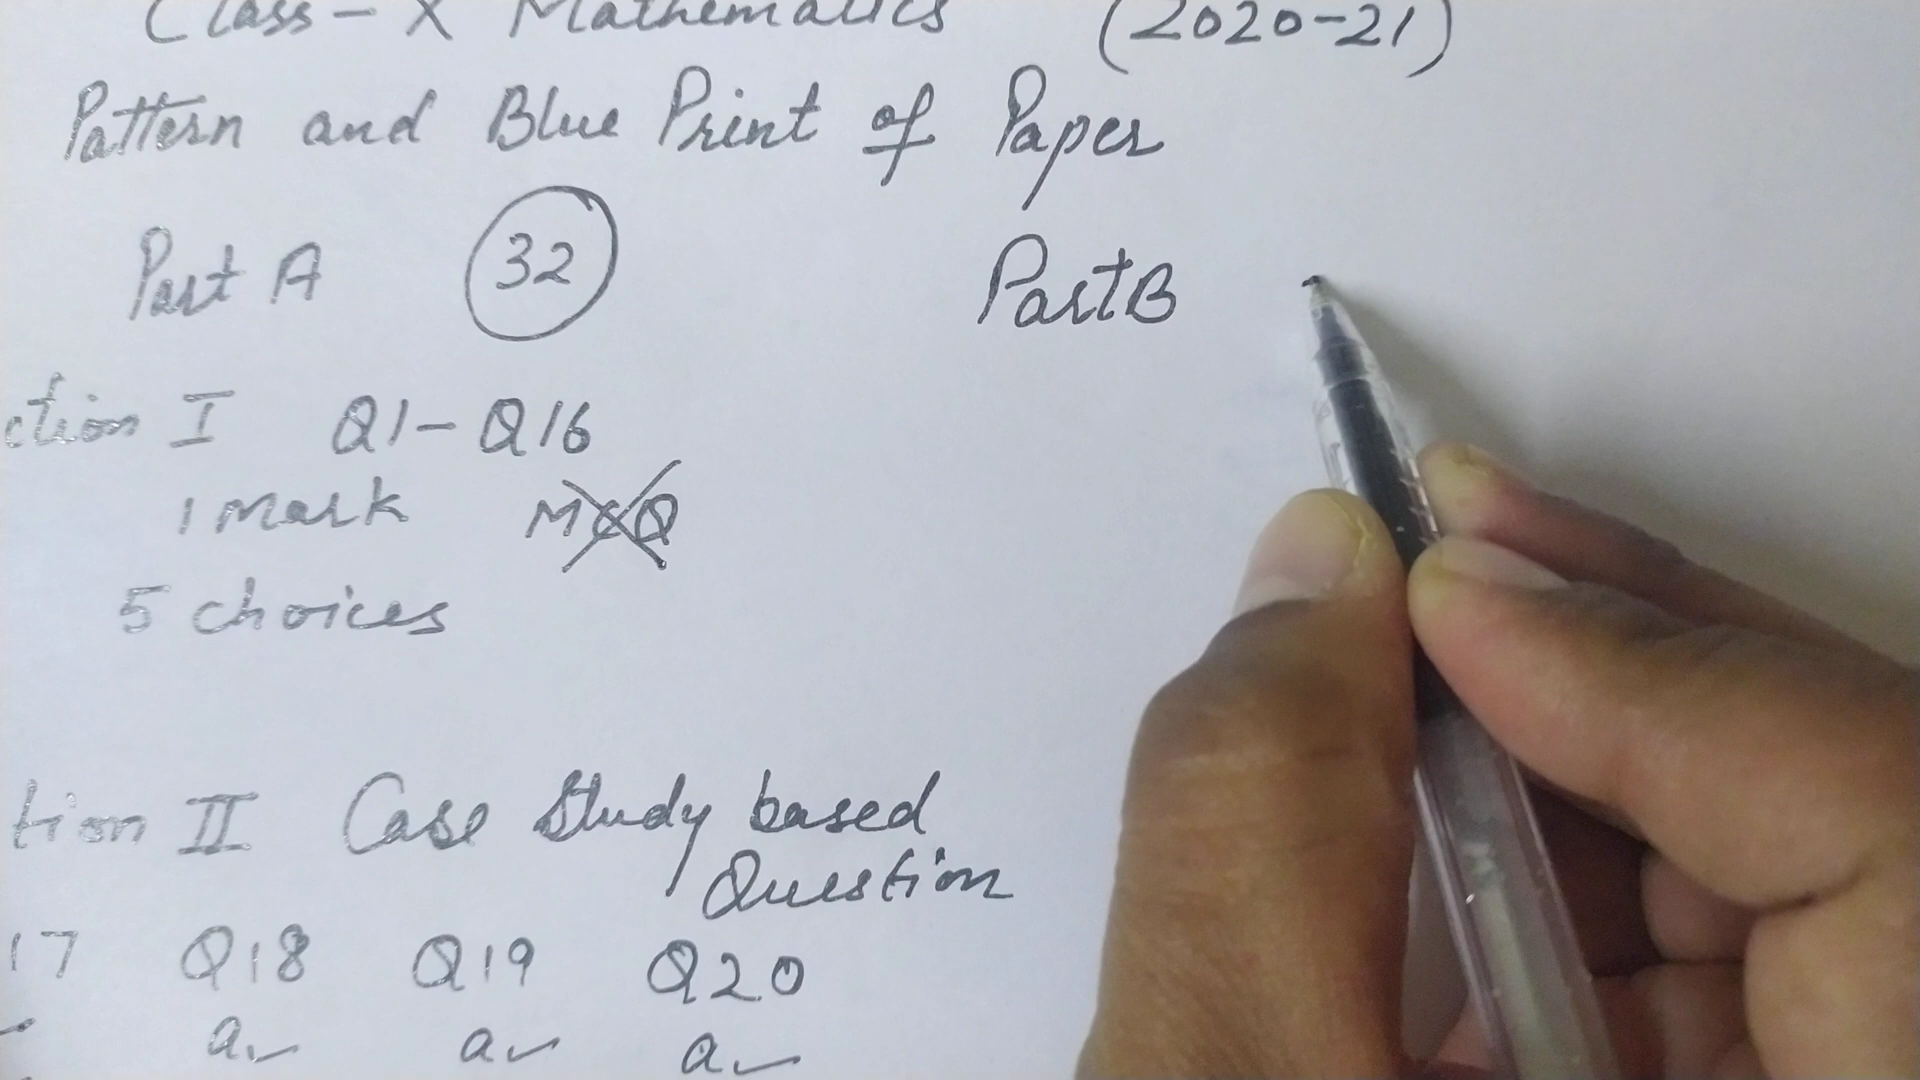 Class - X Mathematics (2020-21)
Pattern and Blue Print of Paper
Part A 32 Part B
ction I Q1 - Q16
1 Mark MCQ
5 choices
tion II Case Study based
Question
17 Q18 Q19 Q20
a a a